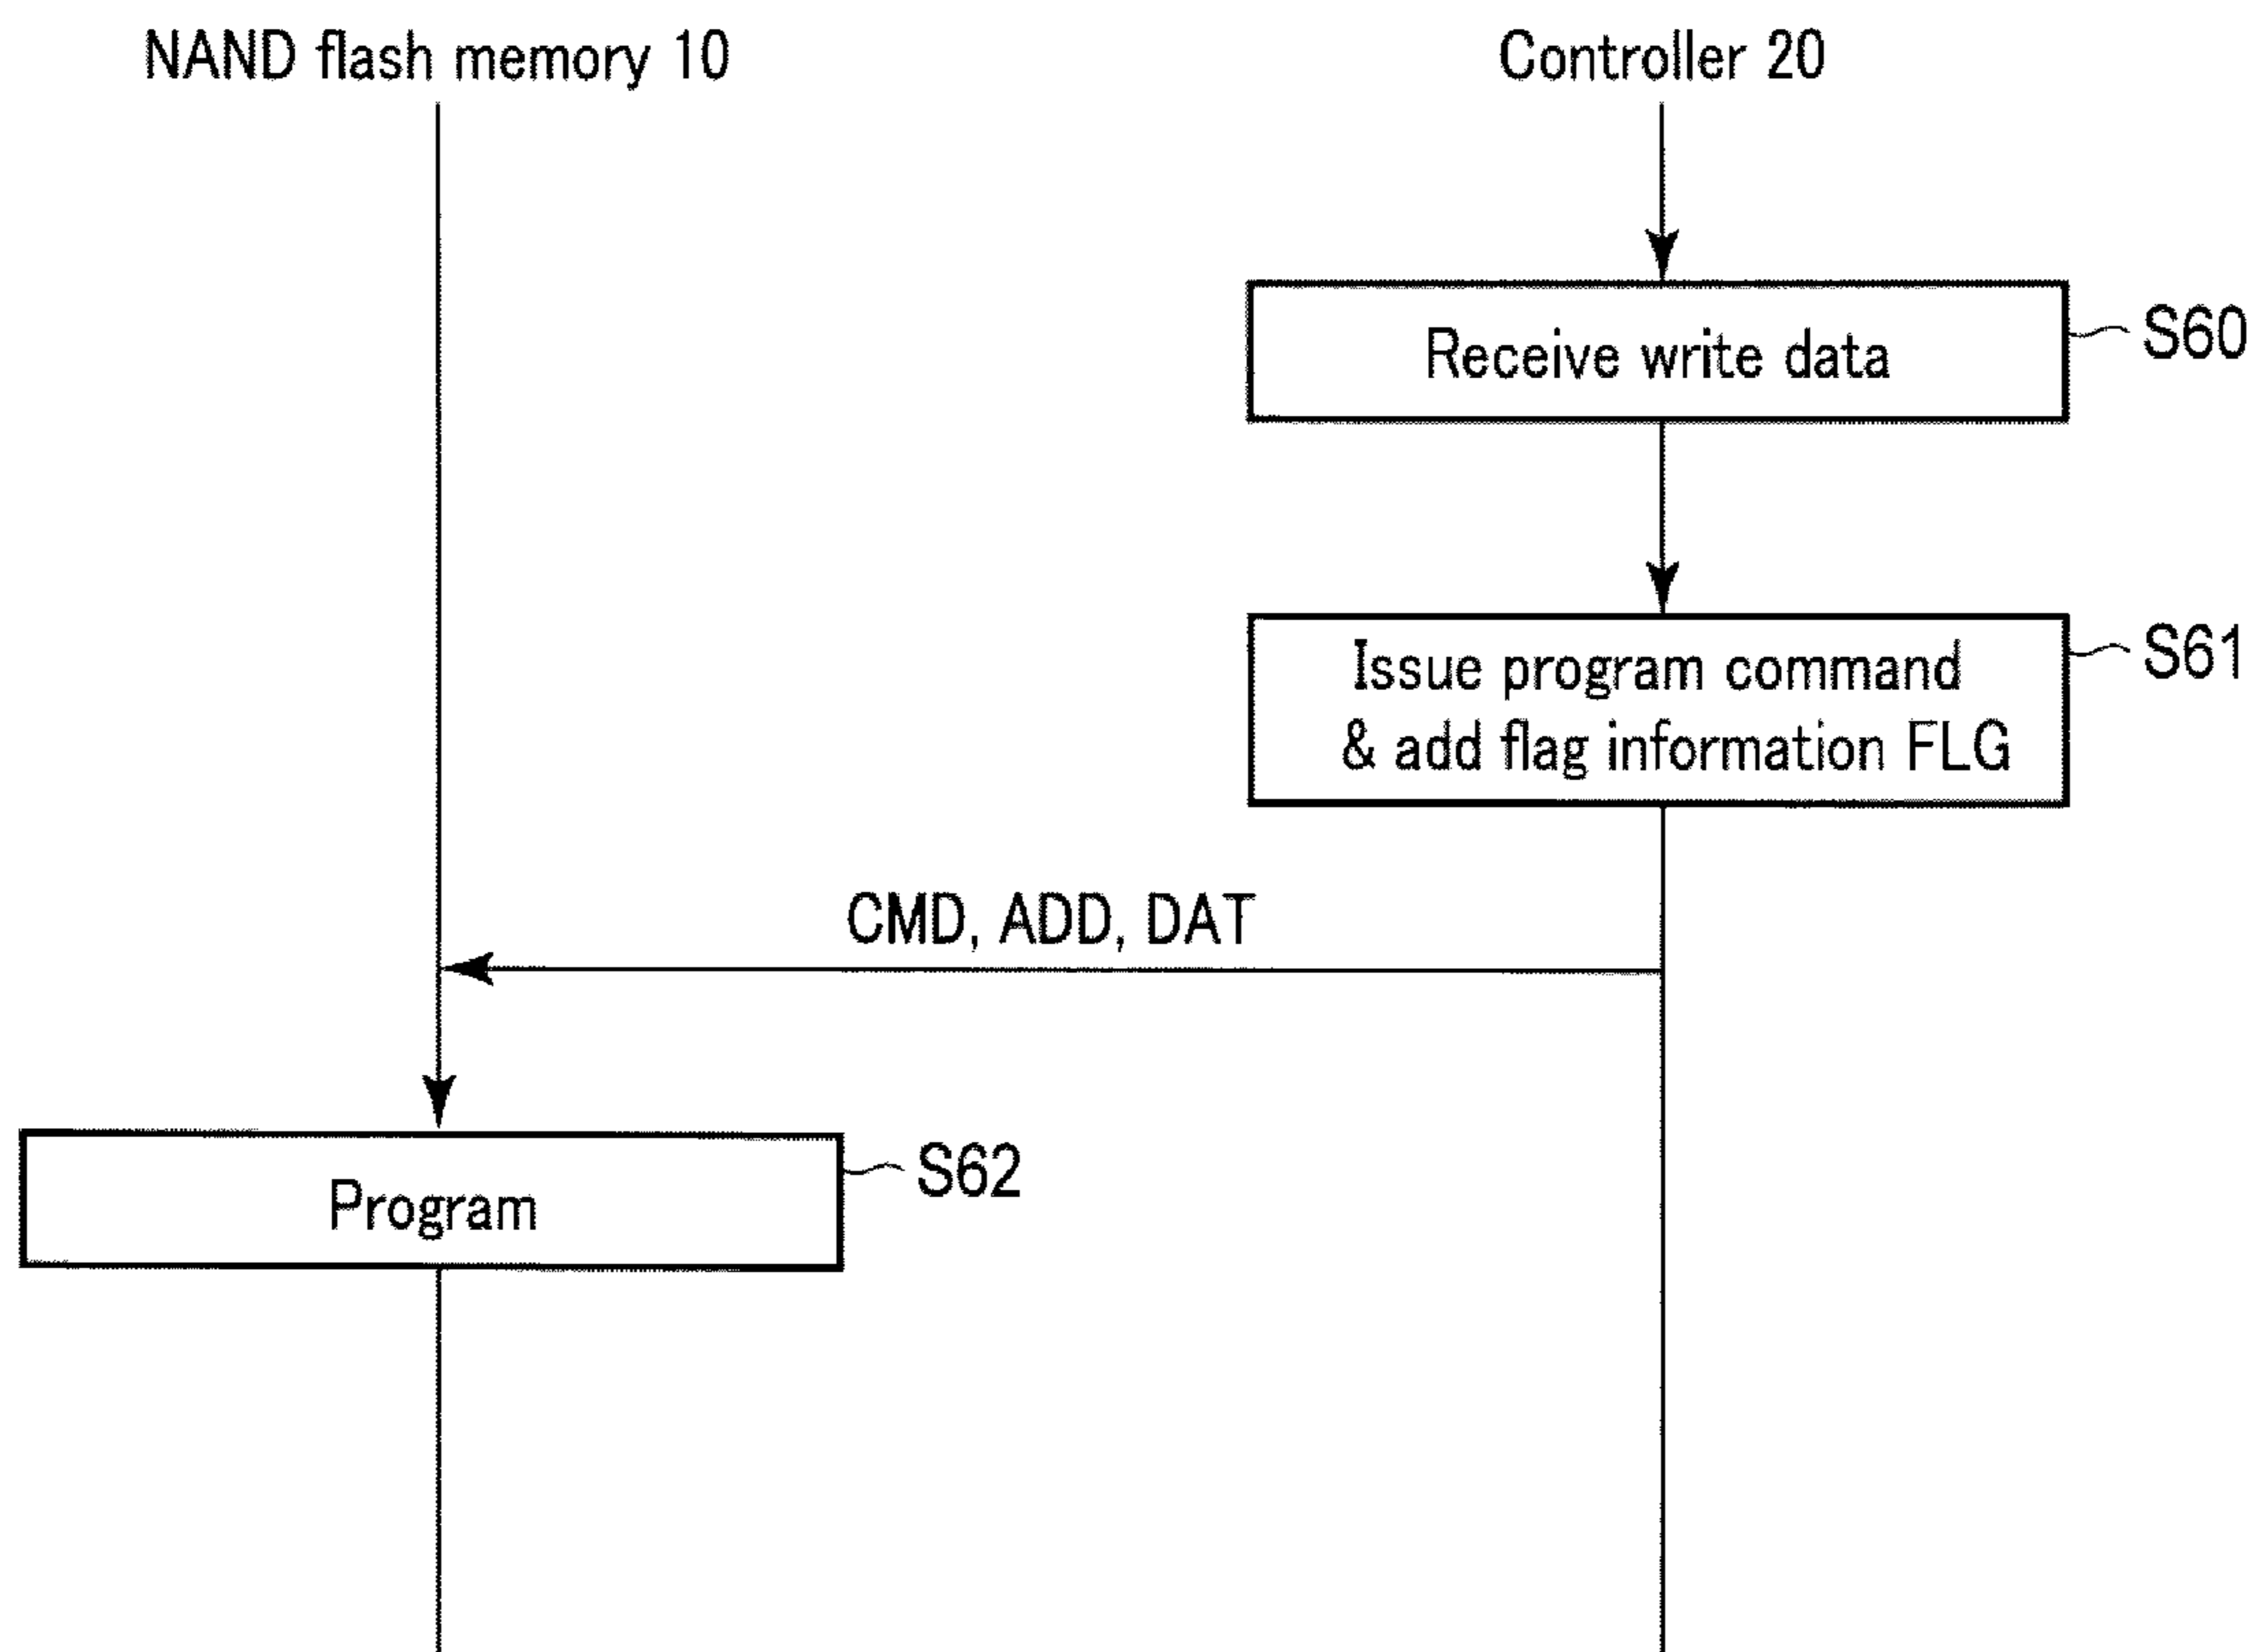 NAND flash memory 10
Controller 20
Receive write data
S60
Issue program command
& add flag information FLG
S61
CMD, ADD, DAT
Program
S62